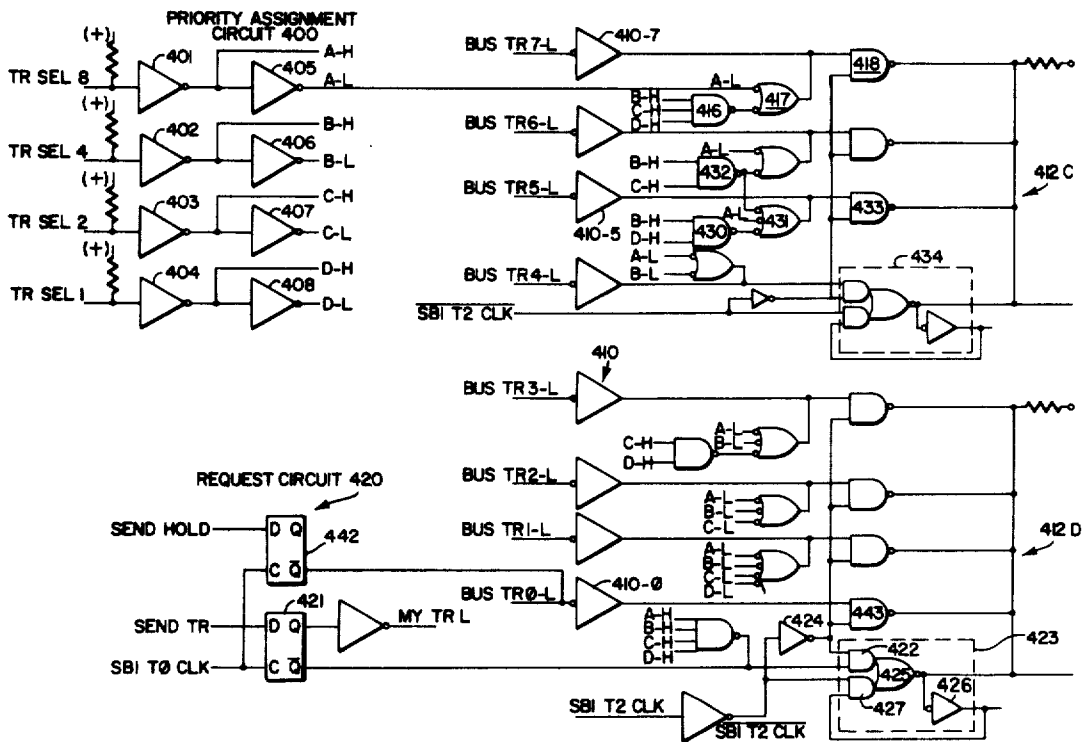 PRIORITY ASSIGNMENT
CIRCUIT 400
(+)
401
A-H
TR SEL 8
405
A-L
(+)
402
B-H
TR SEL 4
406
B-L
(+)
403
C-H
TR SEL 2
407
C-L
(+)
404
D-H
TR SEL 1
408
D-L
BUS TR7-L
410-7
418
A-L
B-H
C-H
D-H
416
417
BUS TR6-L
A-L
B-H
432
C-H
412 C
BUS TR5-L
433
410-5
B-H
430
D-H
A-L
431
A-L
B-L
BUS TR4-L
434
SBI T2 CLK
410
BUS TR3-L
A-L
B-L
C-H
D-H
REQUEST CIRCUIT 420
BUS TR2-L
A-L
B-L
C-L
SEND HOLD
D Q
442
C Q
BUS TR1-L
A-L
B-L
C-L
D-L
412 D
BUS TR0-L
410-0
443
421
SEND TR
D Q
MY TR L
SBI T0 CLK
C Q
A-H
B-H
C-H
D-H
424
423
422
425
426
427
SBI T2 CLK
SBI T2 CLK